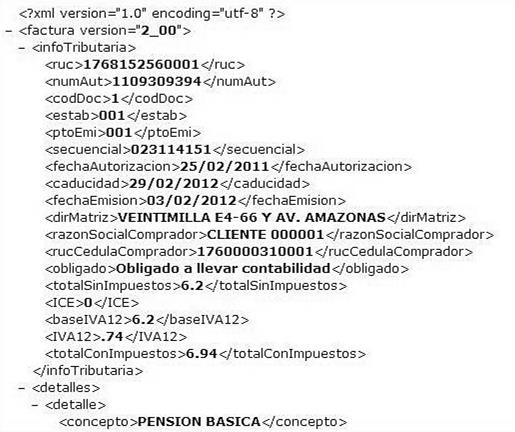 <?xml version="1.0" encoding="utf-8" ?>
– <factura version="2_00">
– <infoTributaria>
<ruc>1768152560001</ruc>
<numAut>1109309394</numAut>
<codDoc>1</codDoc>
<estab>001</estab>
<ptoEmi>001</ptoEmi>
<secuencial>023114151</secuencial>
<fechaAutorizacion>25/02/2011</fechaAutorizacion>
<caducidad>29/02/2012</caducidad>
<fechaEmision>03/02/2012</fechaEmision>
<dirMatriz>VEINTIMILLA E4-66 Y AV. AMAZONAS</dirMatriz>
<razonSocialComprador>CLIENTE 000001</razonSocialComprador>
<rucCedulaComprador>1760000310001</rucCedulaComprador>
<obligado>Obligado a llevar contabilidad</obligado>
<totalSinImpuestos>6.2</totalSinImpuestos>
<ICE>0</ICE>
<baseIVA12>6.2</baseIVA12>
<IVA12>.74</IVA12>
<totalConImpuestos>6.94</totalConImpuestos>
</infoTributaria>
– <detalles>
– <detalle>
<concepto>PENSION BASICA</concepto>